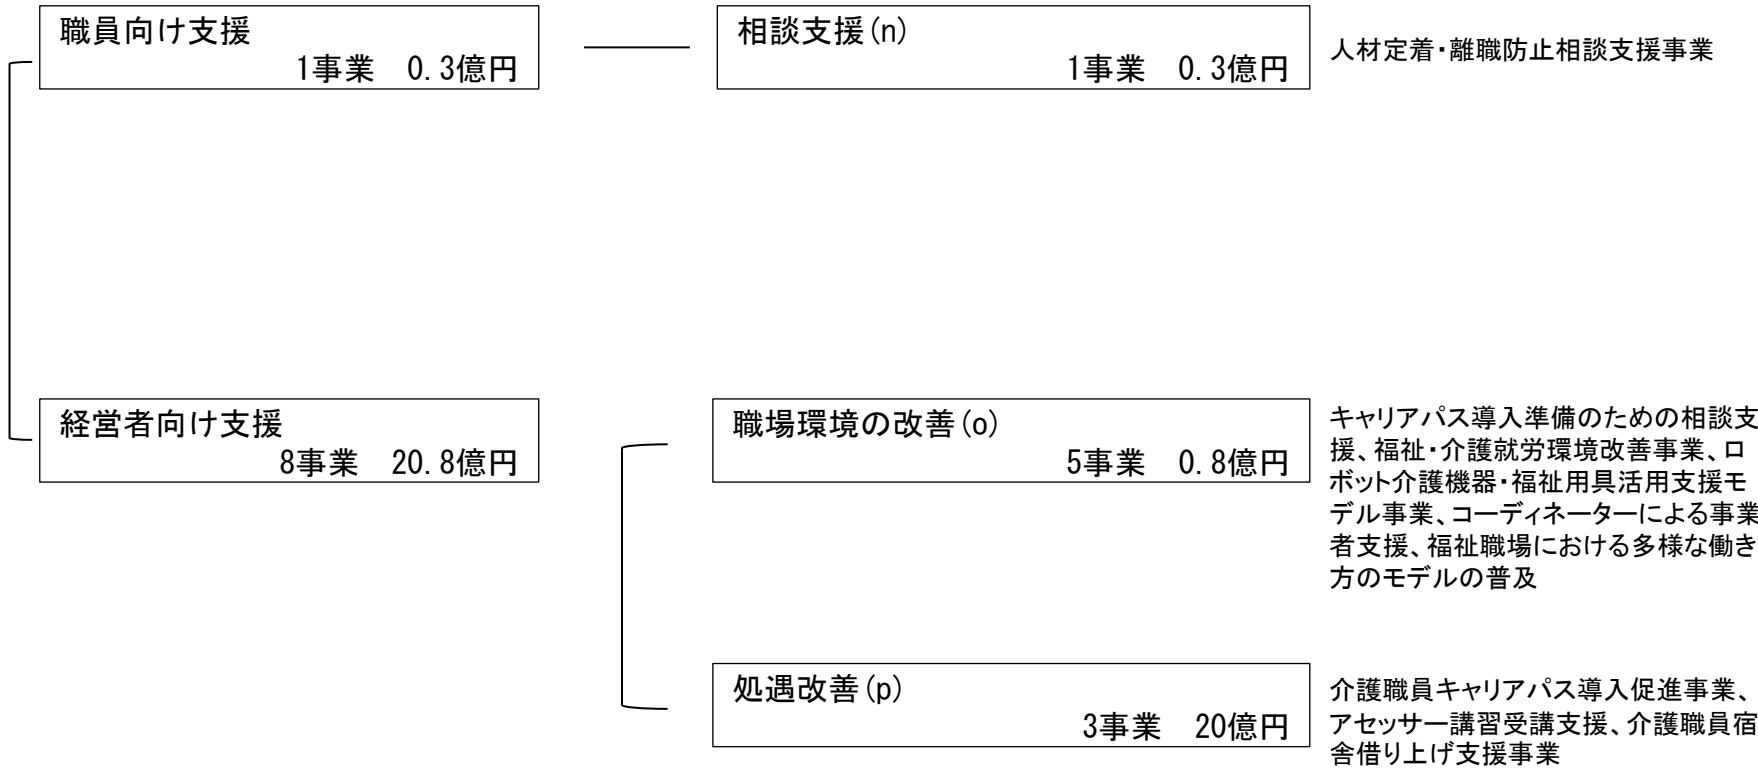 職員向け支援
1事業　0.3億円
相談支援(n)
1事業　0.3億円
人材定着・離職防止相談支援事業
経営者向け支援
8事業　20.8億円
職場環境の改善(o)
5事業　0.8億円
キャリアパス導入準備のための相談支
援、福祉・介護就労環境改善事業、ロ
ボット介護機器・福祉用具活用支援モ
デル事業、コーディネーターによる事業
者支援、福祉職場における多様な働き
方のモデルの普及
処遇改善(p)
3事業　20億円
介護職員キャリアパス導入促進事業、
アセッサー講習受講支援、介護職員宿
舎借り上げ支援事業